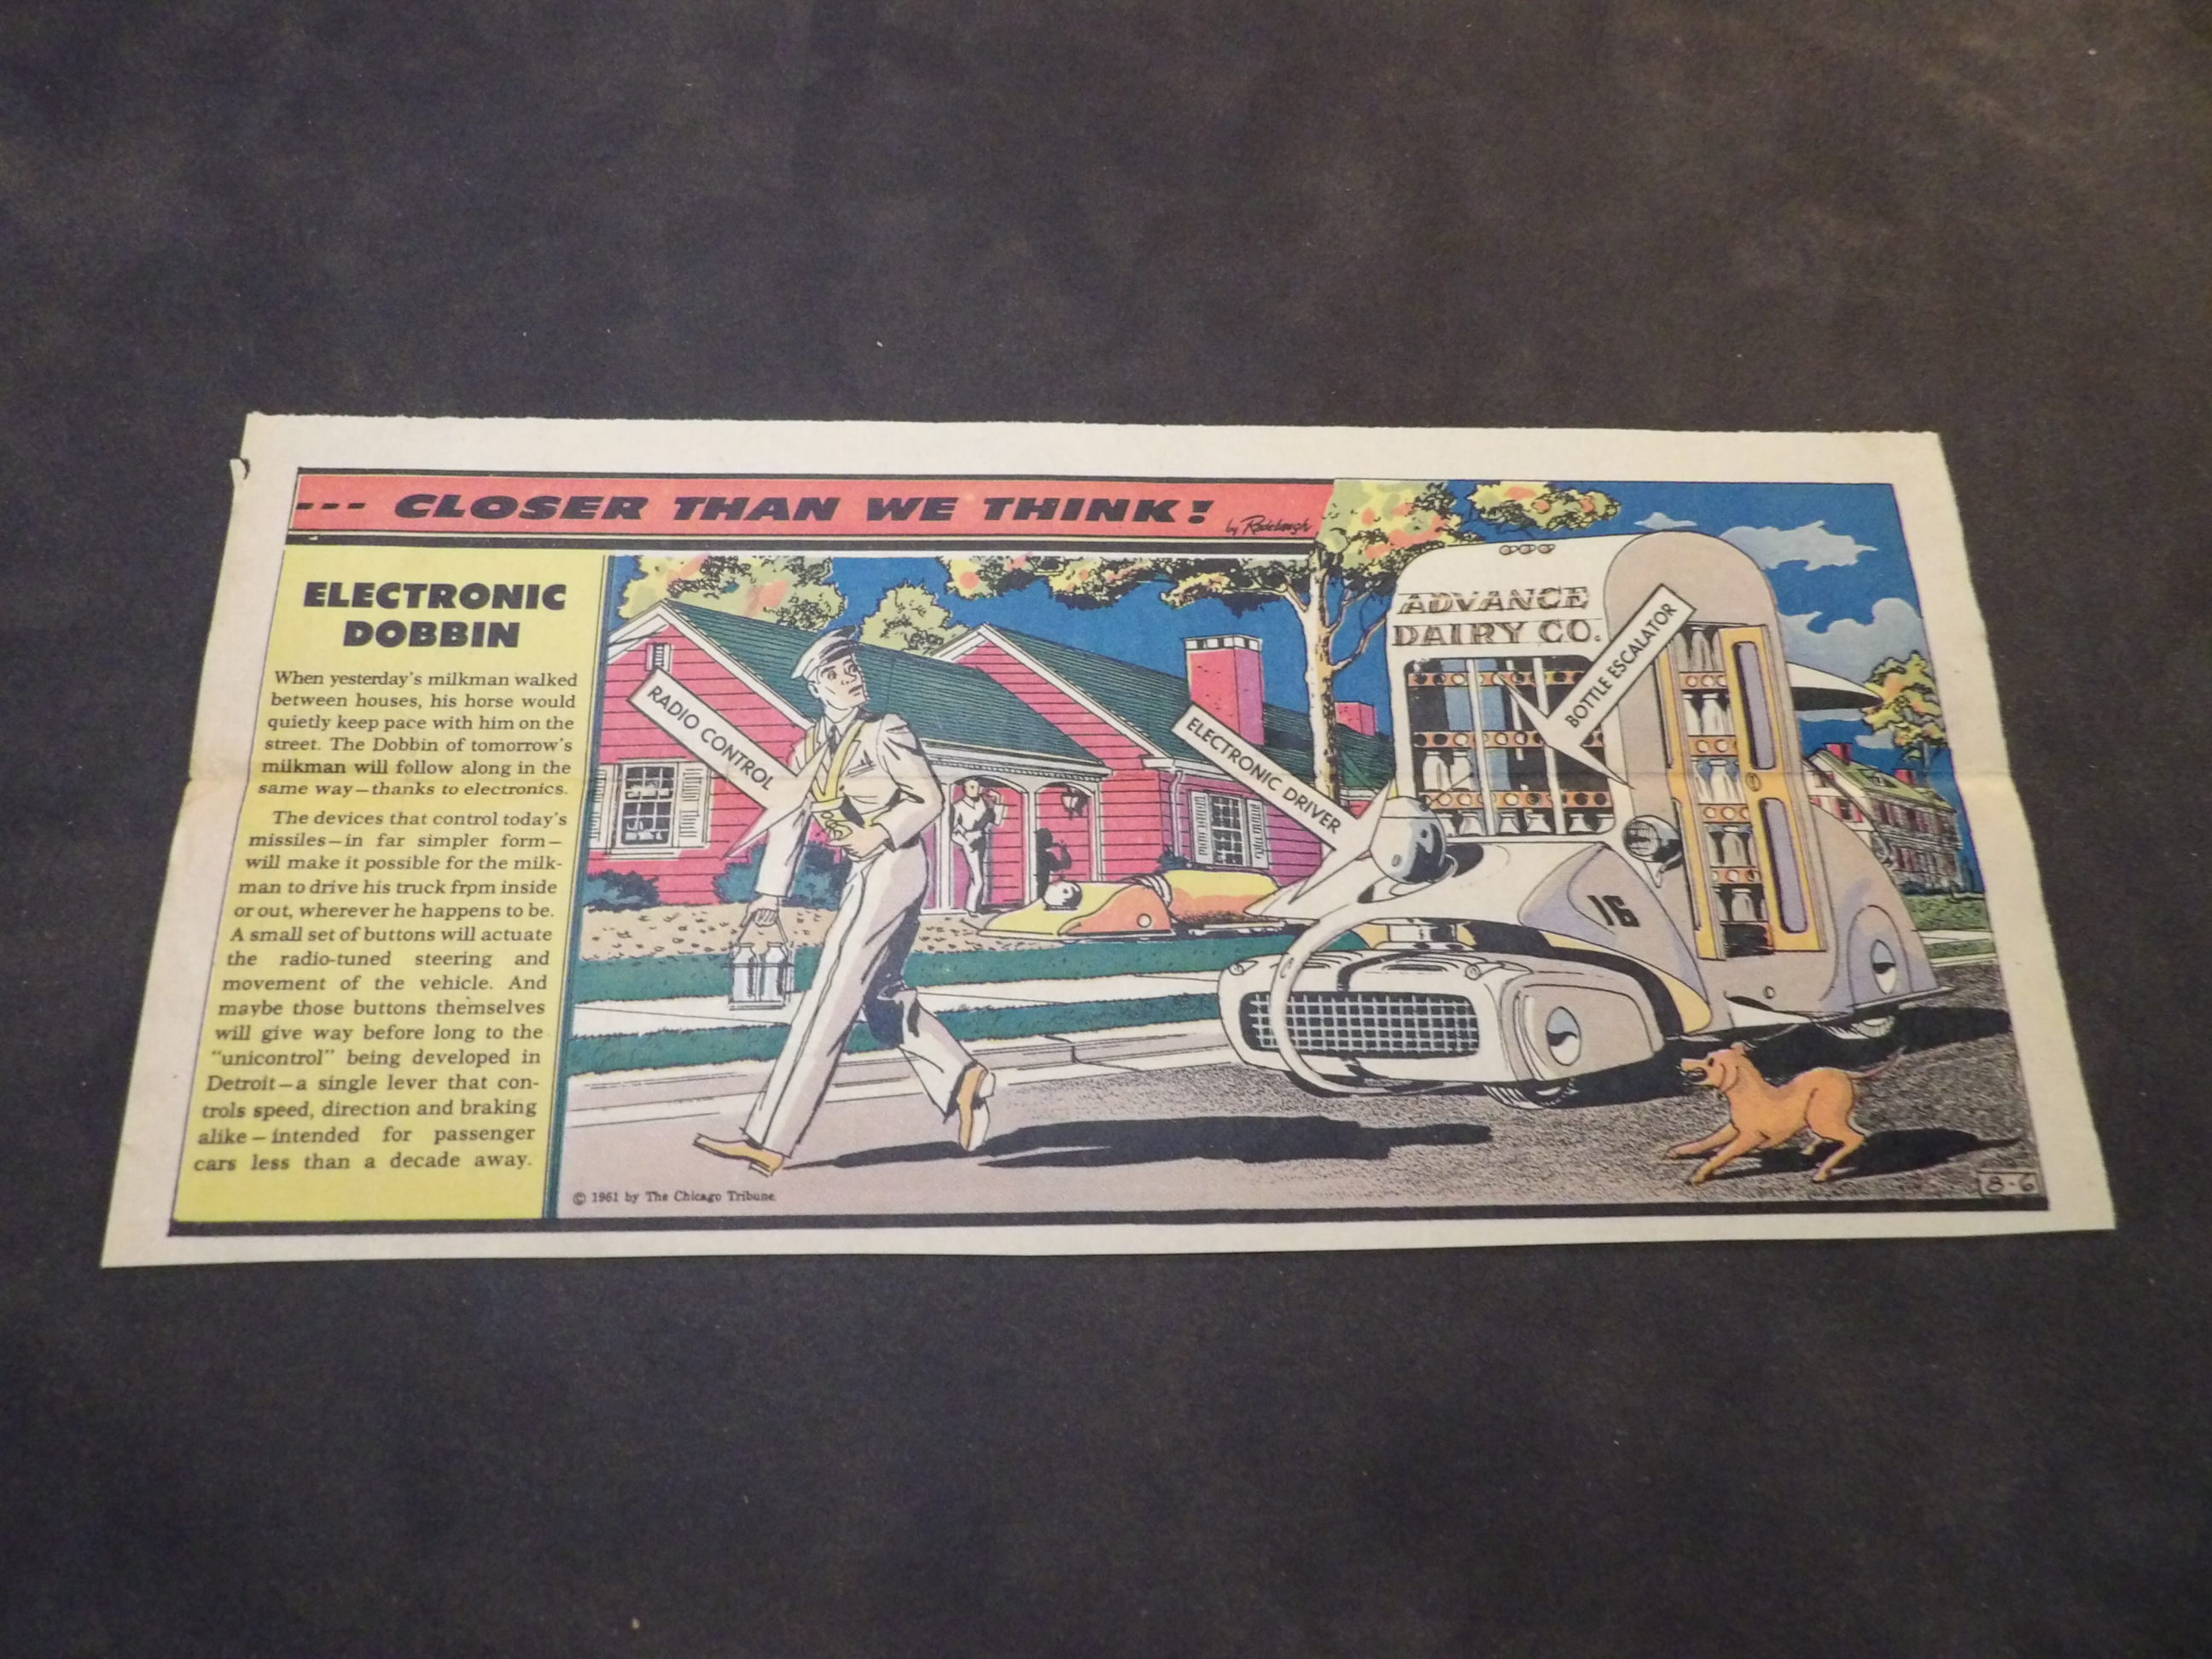 --- CLOSER THAN WE THINK!
by Radebaugh
ELECTRONIC
DOBBIN
When yesterday's milkman walked
between houses, his horse would
quietly keep pace with him on the
street. The Dobbin of tomorrow's
milkman will follow along in the
same way—thanks to electronics.
The devices that control today's
missiles—in far simpler form—
will make it possible for the milk-
man to drive his truck from inside
or out, wherever he happens to be.
A small set of buttons will actuate
the radio-tuned steering and
movement of the vehicle. And
maybe those buttons themselves
will give way before long to the
"unicontrol" being developed in
Detroit—a single lever that con-
trols speed, direction and braking
alike—intended for passenger
cars less than a decade away.
RADIO CONTROL
ELECTRONIC DRIVER
ADVANCE
DAIRY CO.
BOTTLE ESCALATOR
16
© 1961 by The Chicago Tribune.
8-6